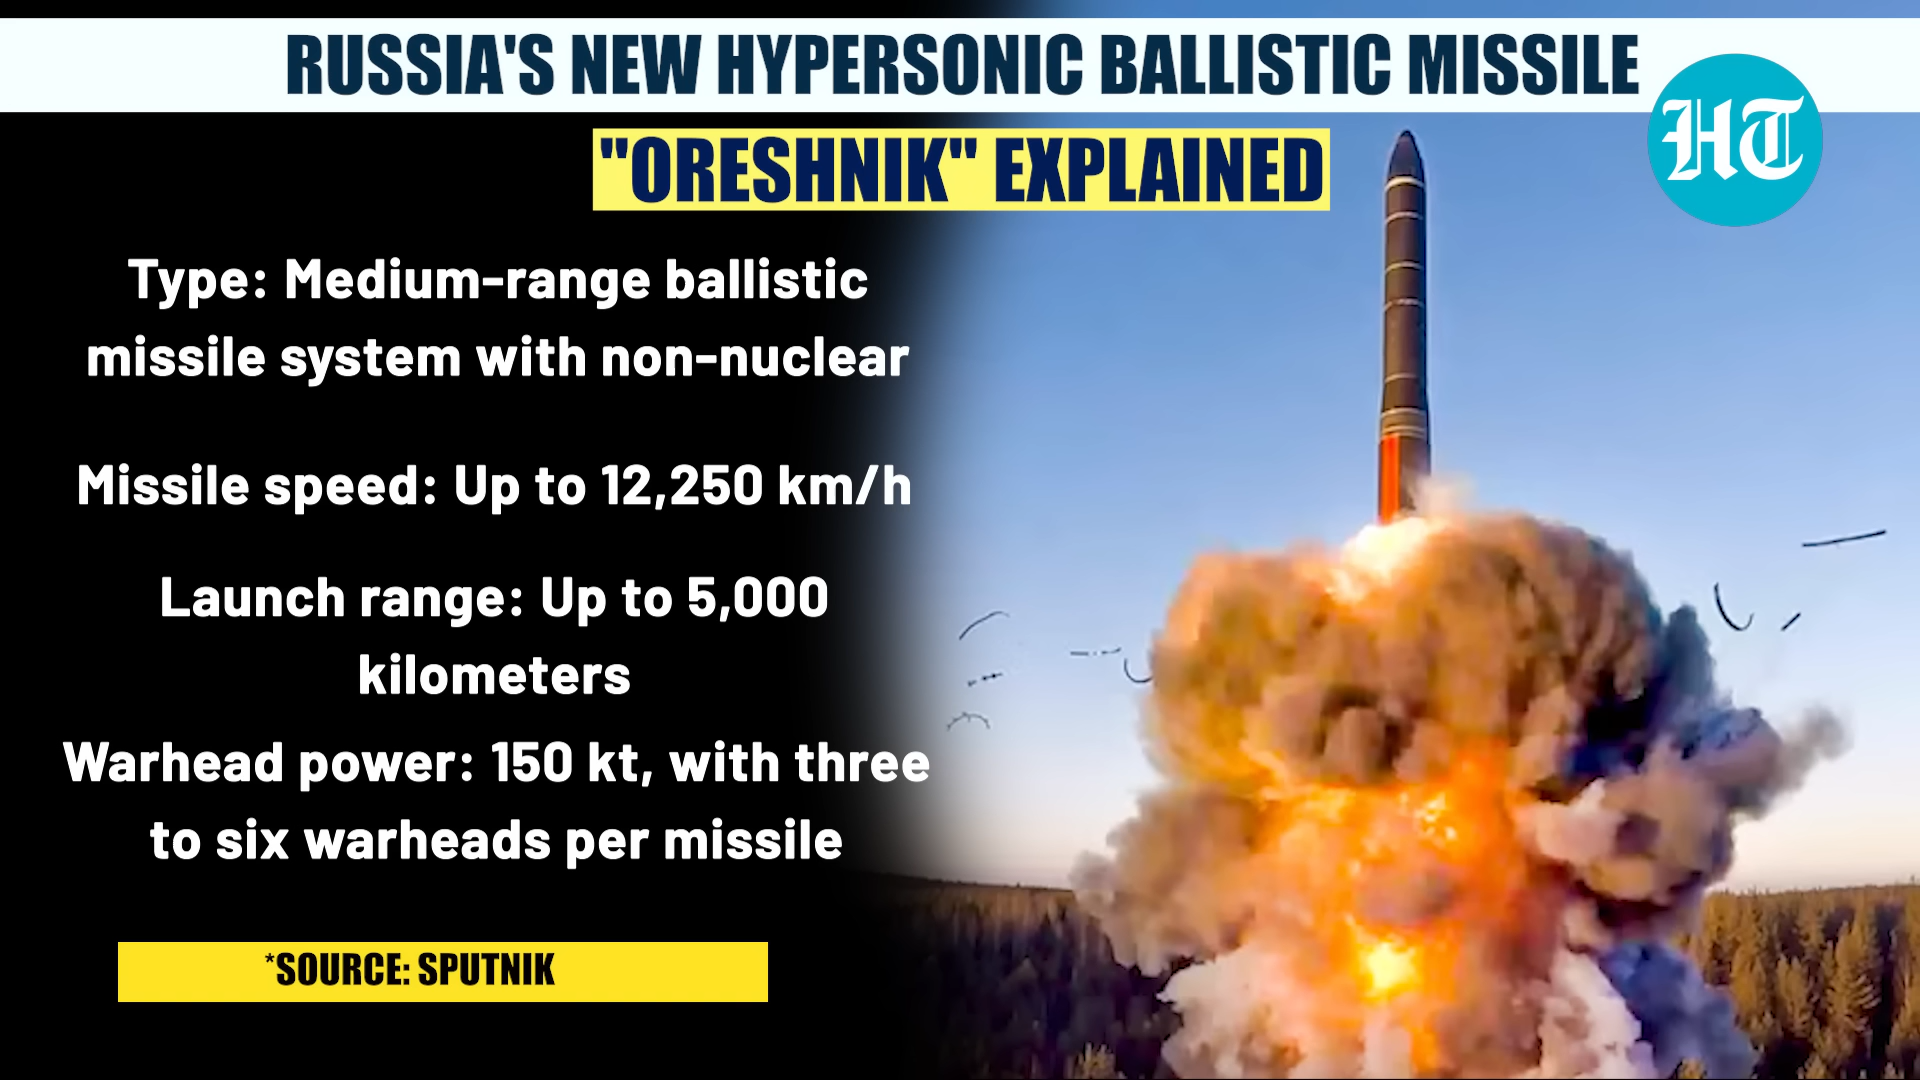 RUSSIA'S NEW HYPERSONIC BALLISTIC MISSILE
HT
"ORESHNIK" EXPLAINED
Type: Medium-range ballistic
missile system with non-nuclear
Missile speed: Up to 12,250 km/h
Launch range: Up to 5,000
kilometers
Warhead power: 150 kt, with three
to six warheads per missile
*SOURCE: SPUTNIK